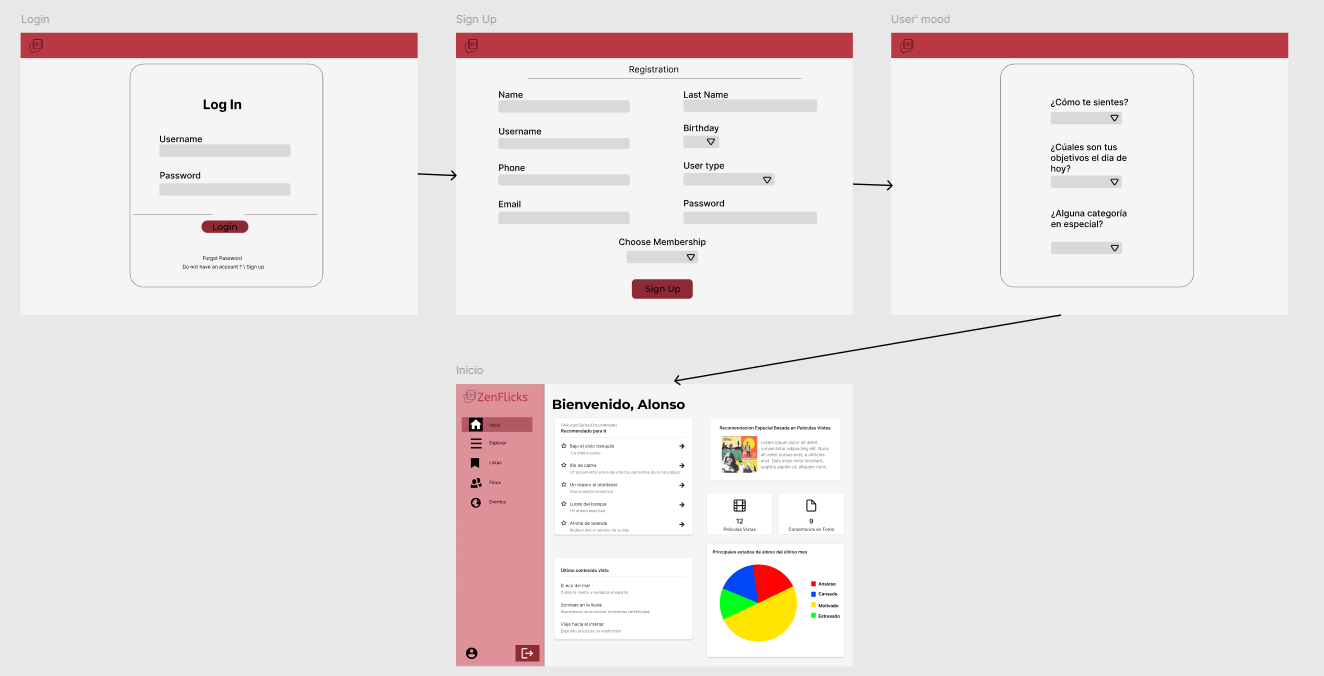 Login
Log In
Username
Password
Login
Forgot Password
Do not have an account ? \ Sign up
Sign Up
Registration
Name
Last Name
Username
Birthday
Phone
User type
Email
Password
Choose Membership
Sign Up
User' mood
¿Cómo te sientes?
¿Cúales son tus
objetivos el dia de
hoy?
¿Alguna categoría
en especial?
Inicio
ZenFlicks
Inicio
Explorar
Listas
Foros
Eventos
Bienvenido, Alonso
Películas/Series/Documentales
Recomendado para ti
Bajo el cielo tranquilo
Un drama suave
Río de calma
Un documental sobre los efectos calmantes de la naturaleza
Un respiro al atardecer
Una comedia romántica
Luces del bosque
Un drama espiritual
Aroma de lavanda
Redescubre el sentido de la vida
Último contenido visto
El eco del mar
Calma la mente y revitaliza el espíritu
Sonrisas en la lluvia
Importancia de encontrar momentos de felicidad
Viaje hacia el interior
Exploran prácticas de meditación
Recomendacion Especial Basada en Peliculas Vistas
Lorem ipsum dolor sit amet,
consectetur adipiscing elit. Nunc
sit amet cursus erat, a ultrices
erat. Duis vitae nulla tincidunt,
sagittis sapien ut, aliquam nunc.
12
Películas Vistas
9
Comentarios en Foros
Principales estados de ánimo del último mes
Ansioso
Cansado
Motivado
Estresado